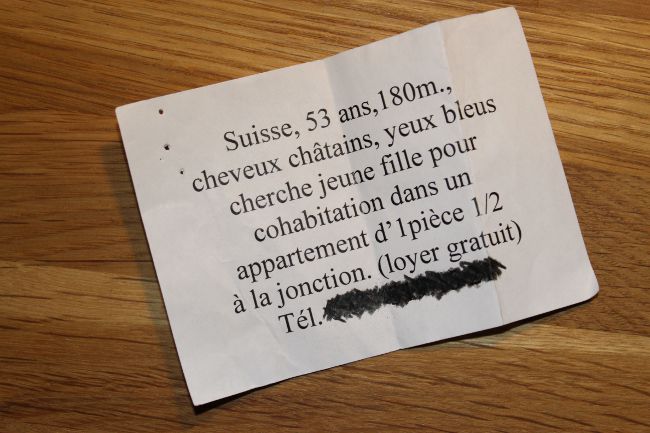 Suisse, 53 ans,180m.,
cheveux châtains, yeux bleus
cherche jeune fille pour
cohabitation dans un
appartement d'1pièce 1/2
à la jonction. (loyer gratuit)
Tél.